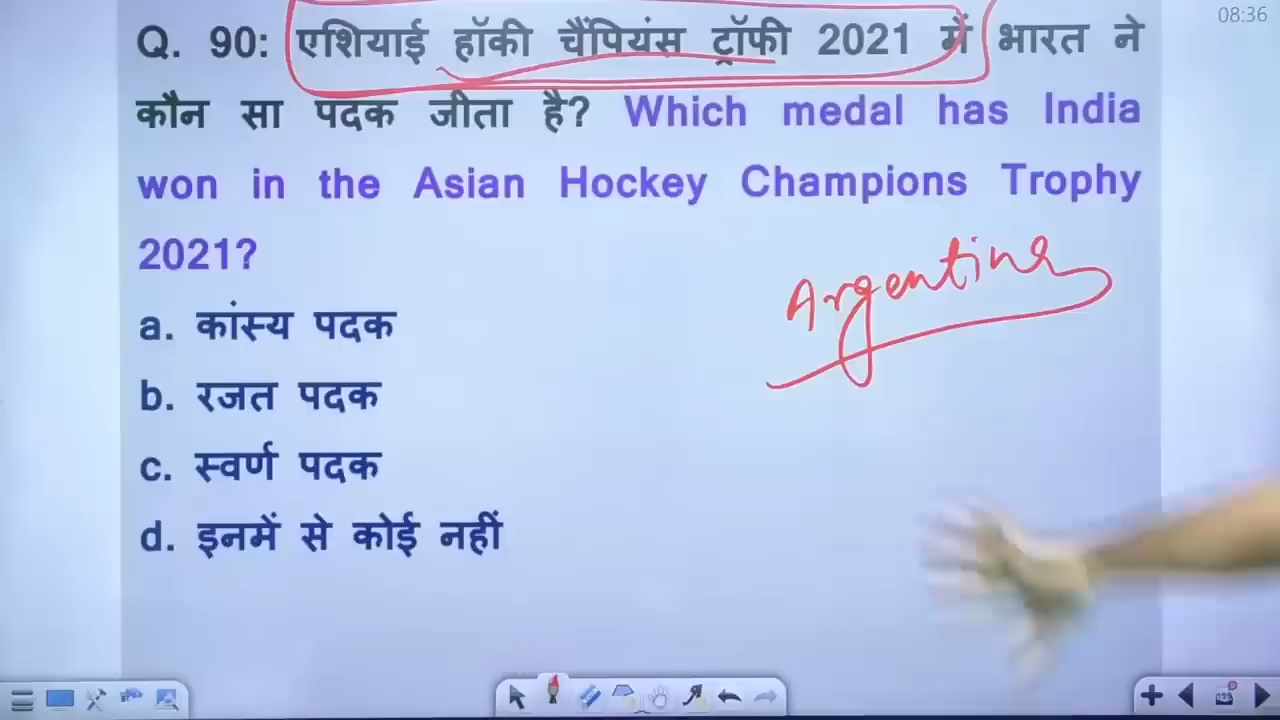 08:36
Q. 90: एशियाई हॉकी चैंपियंस ट्रॉफी 2021 में भारत ने
कौन सा पदक जीता है? Which medal has India
won in the Asian Hockey Champions Trophy
2021?
Argentina
a. कांस्य पदक
b. रजत पदक
c. स्वर्ण पदक
d. इनमें से कोई नहीं